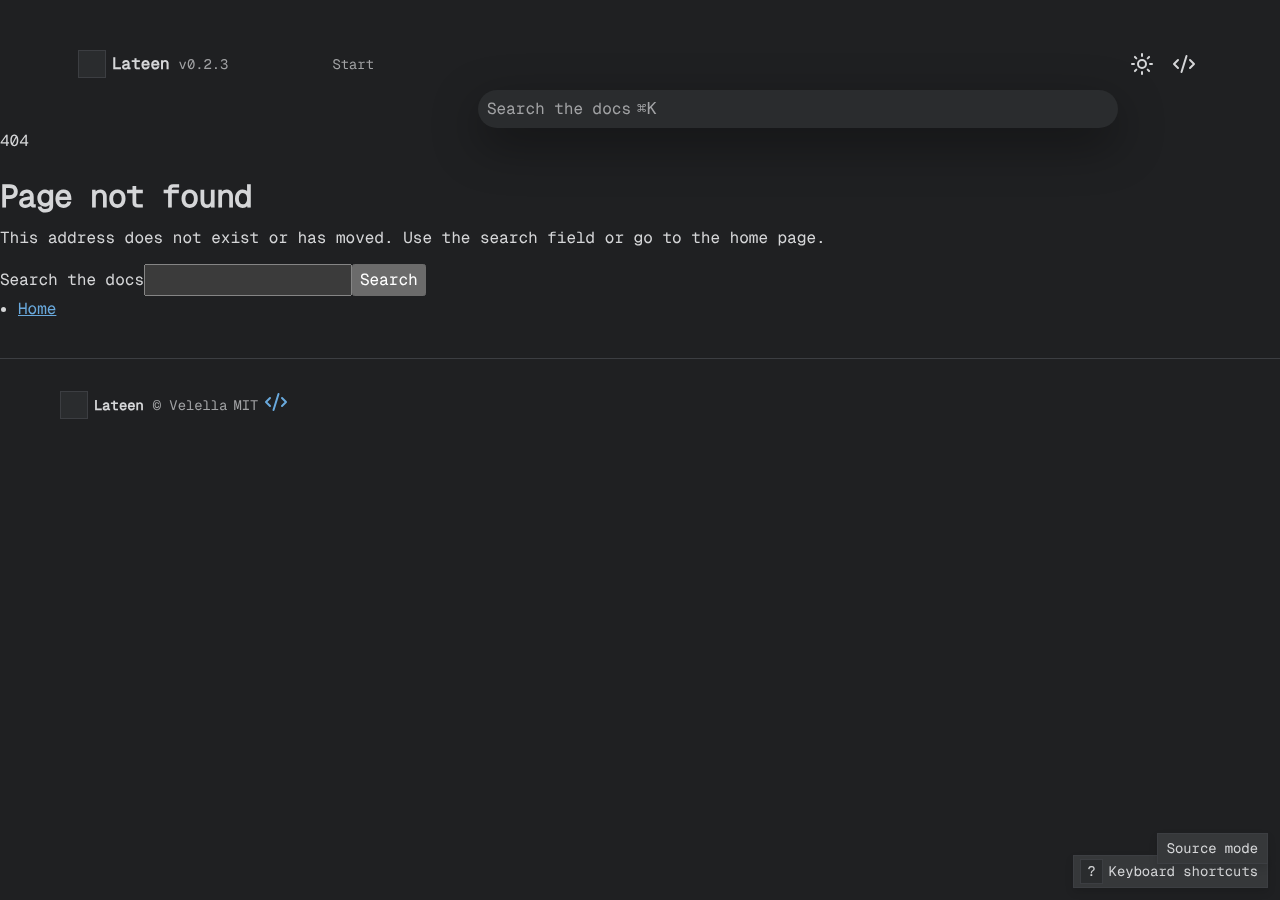 Lateen v0.2.3 Start
Search the docs ⌘K
404
Page not found
This address does not exist or has moved. Use the search field or go to the home page.
Search the docs Search
• Home
Lateen © Velella MIT
Source mode
? Keyboard shortcuts